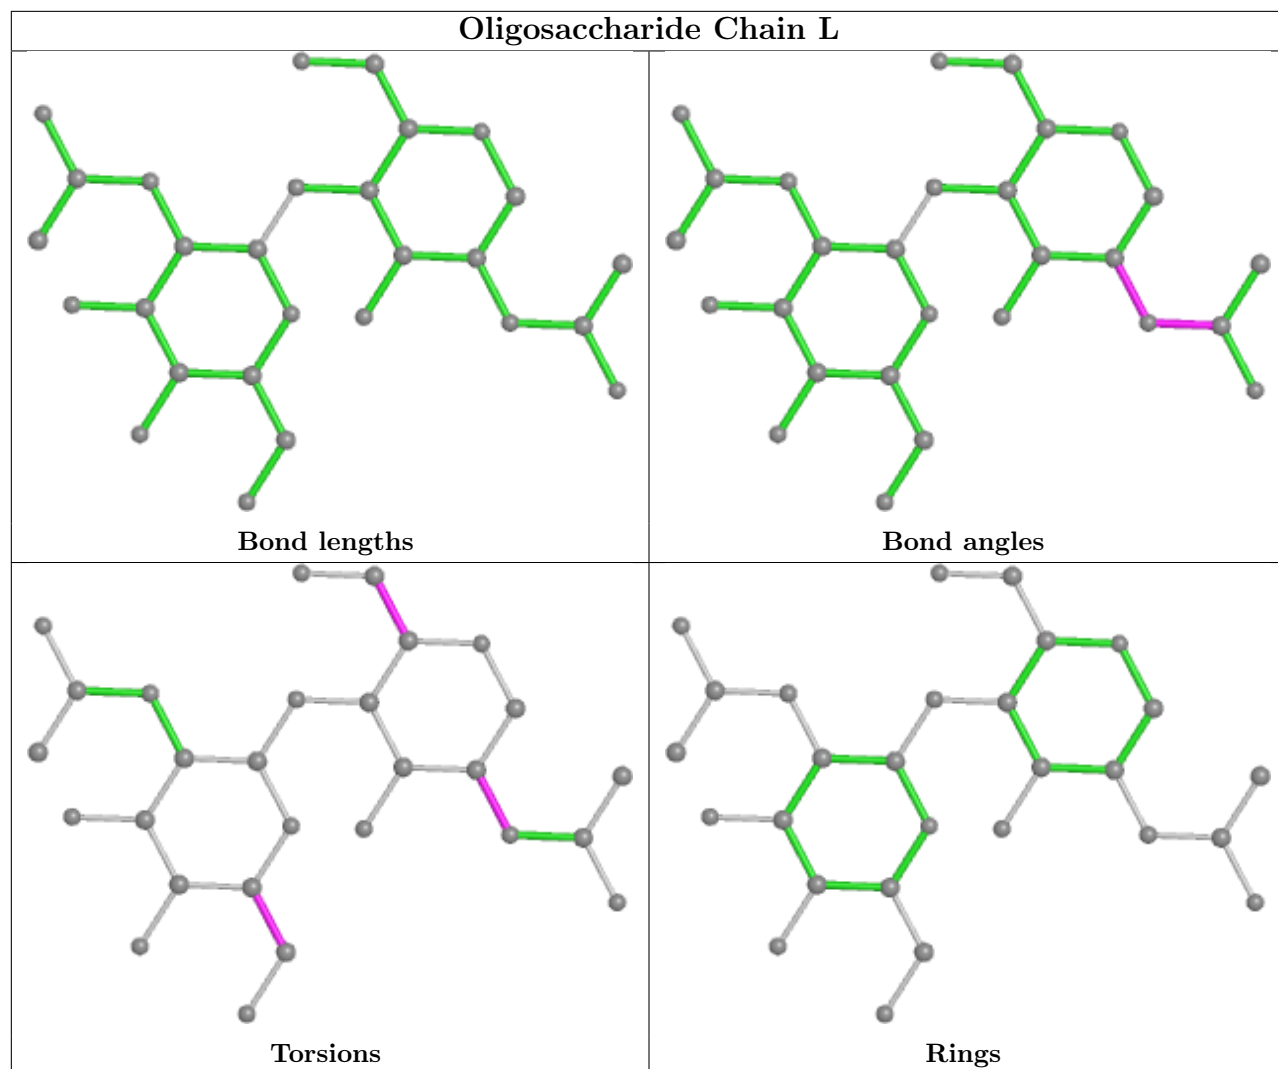 Oligosaccharide Chain L
Bond lengths
Bond angles
Torsions
Rings